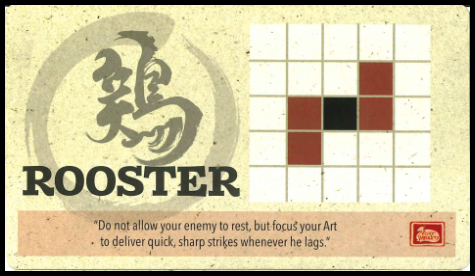 鶏
ROOSTER
"Do not allow your enemy to rest, but focus your Art
to deliver quick, sharp strikes whenever he lags."